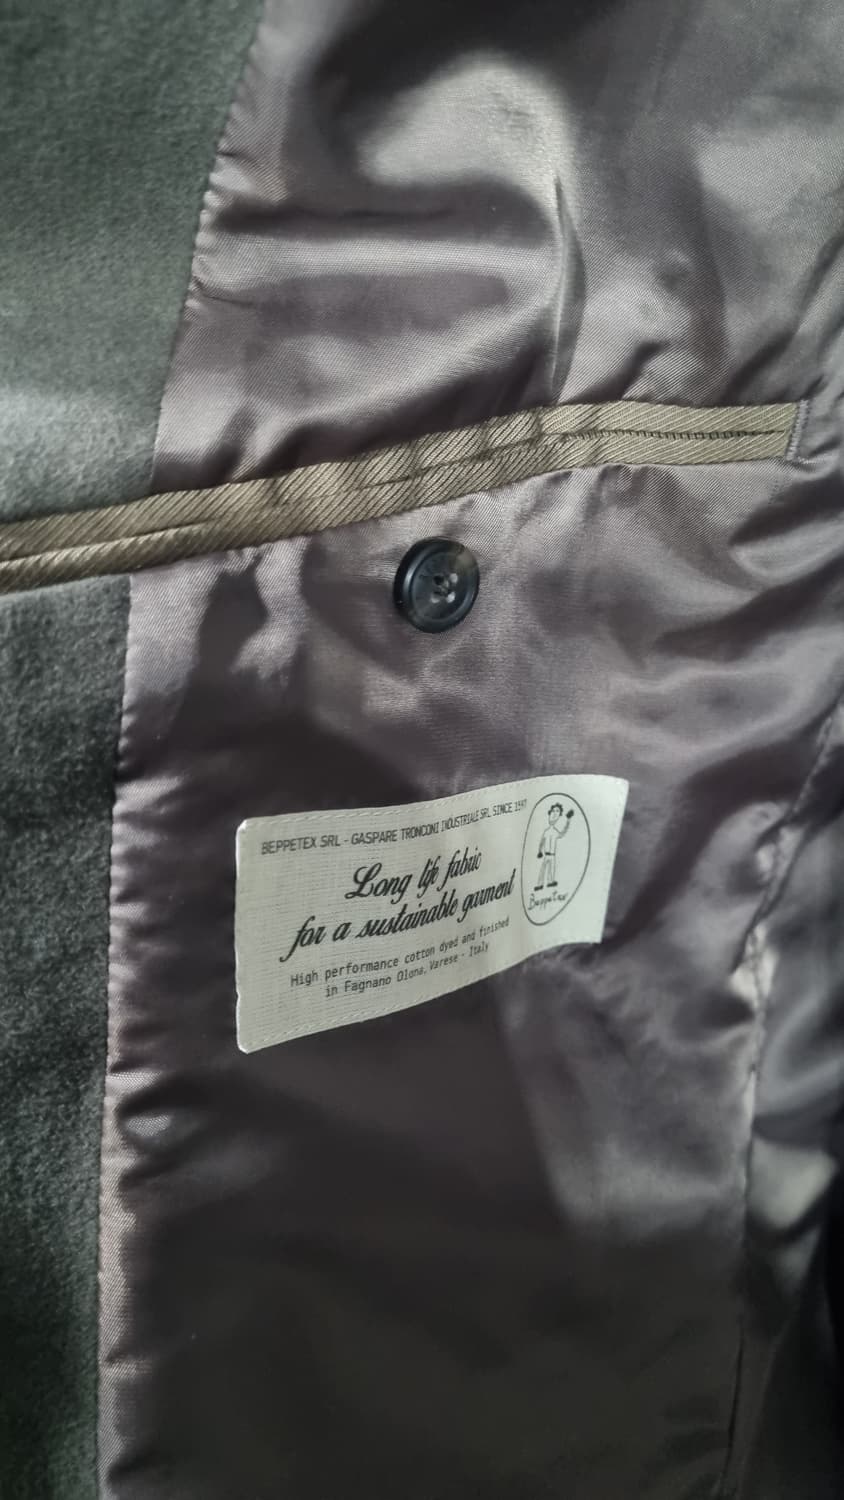 BEPPETEX SRL - GASPARE TRONCONI INDUSTRIALE SRL SINCE
Long life fabric
for a sustainable garment
High performance cotton dyed and finished
in Fagnano Olona, Varese - Italy
Beppetex